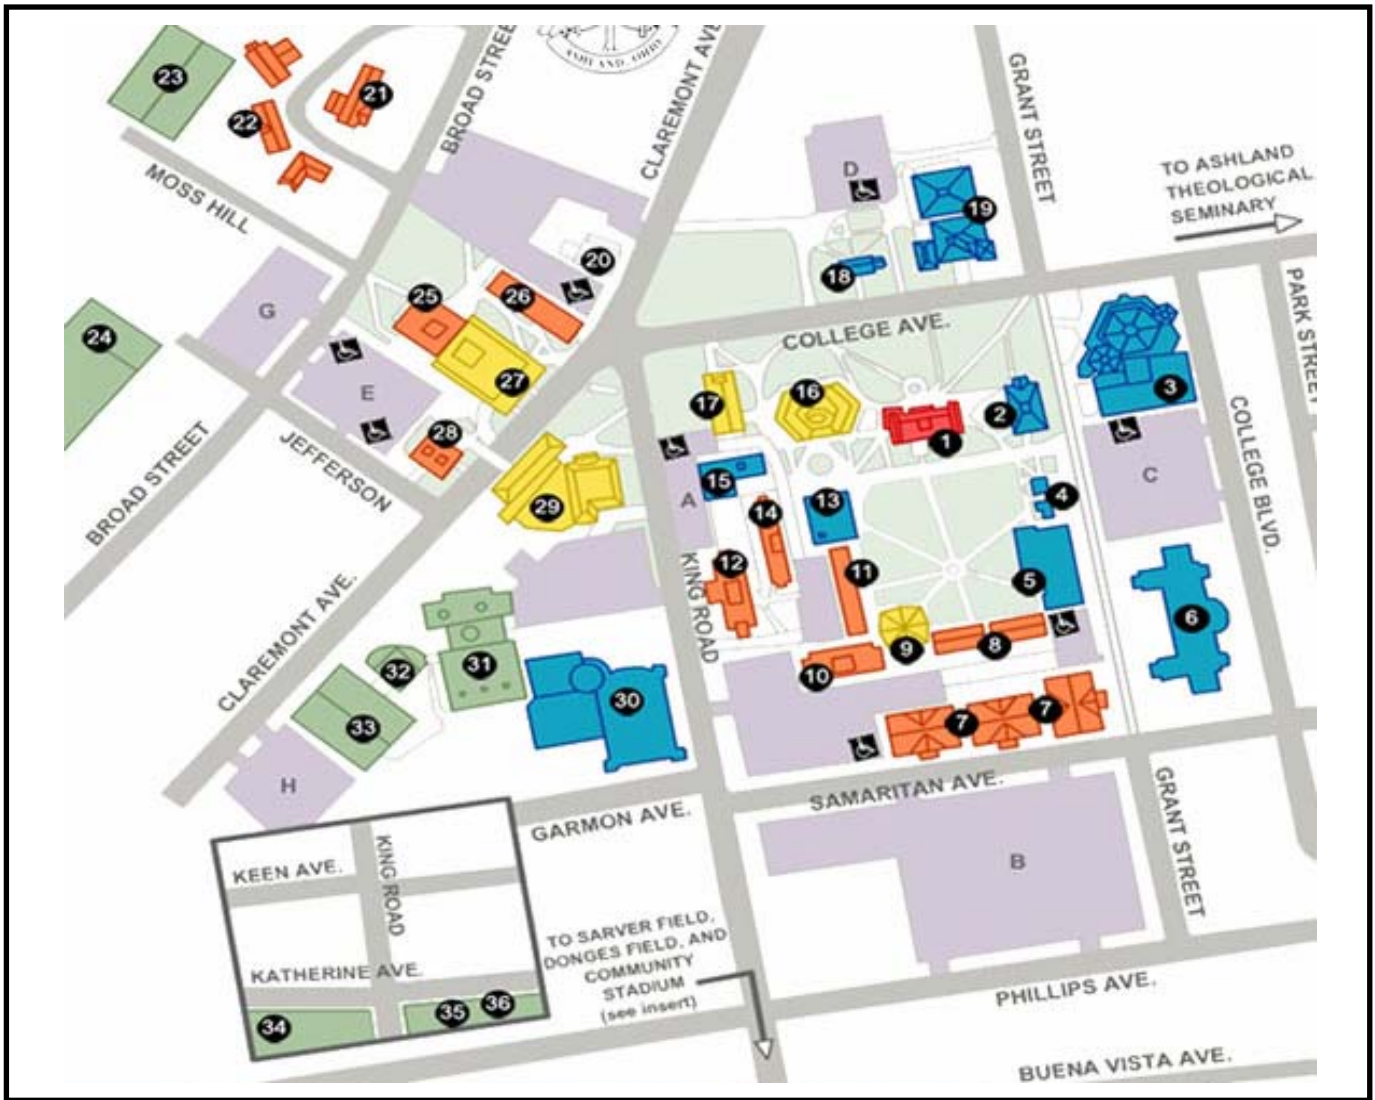 BROAD STREET
CLAREMONT AVE
ASHLAND, OHIO
GRANT STREET
23
21
22
MOSS HILL
D
19
TO ASHLAND
THEOLOGICAL
SEMINARY
18
20
G
25
26
24
E
27
COLLEGE AVE.
PARK STREET
17
16
1
2
3
28
JEFFERSON
BROAD STREET
29
A
15
13
14
4
C
COLLEGE BLVD.
12
11
5
KING ROAD
CLAREMONT AVE.
6
9
8
10
32
31
30
33
7
7
H
SAMARITAN AVE.
GARMON AVE.
GRANT STREET
B
KEEN AVE.
KING ROAD
KATHERINE AVE.
34
35
36
TO SARVER FIELD,
DONGES FIELD, AND
COMMUNITY
STADIUM
(see insert)
PHILLIPS AVE.
BUENA VISTA AVE.